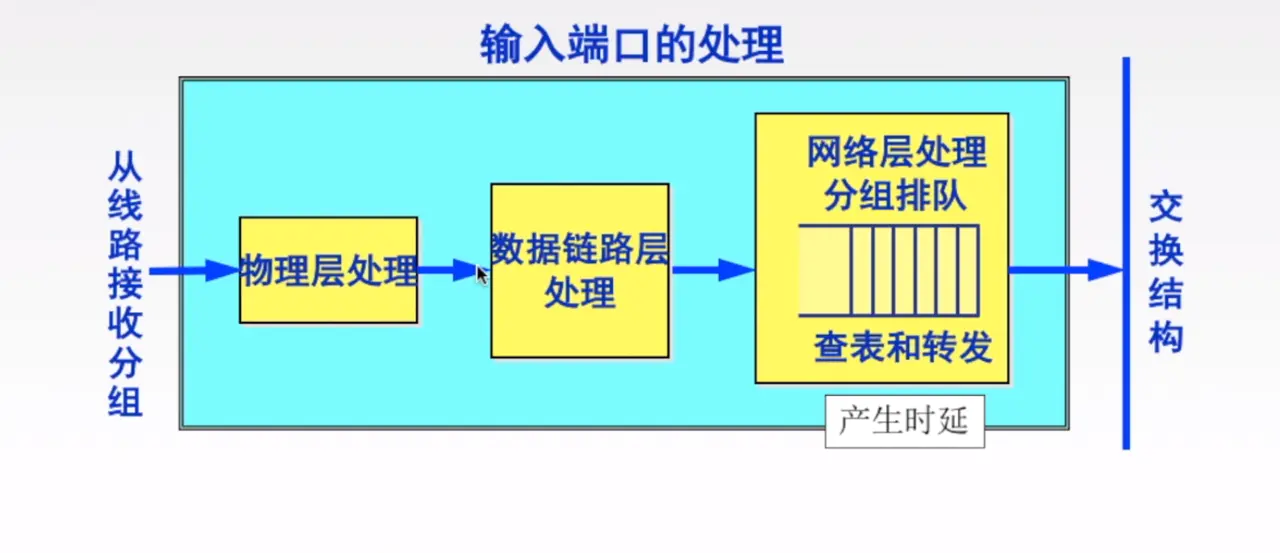 输入端口的处理
从线路接收分组
物理层处理
数据链路层
处理
网络层处理
分组排队
查表和转发
产生时延
交换结构